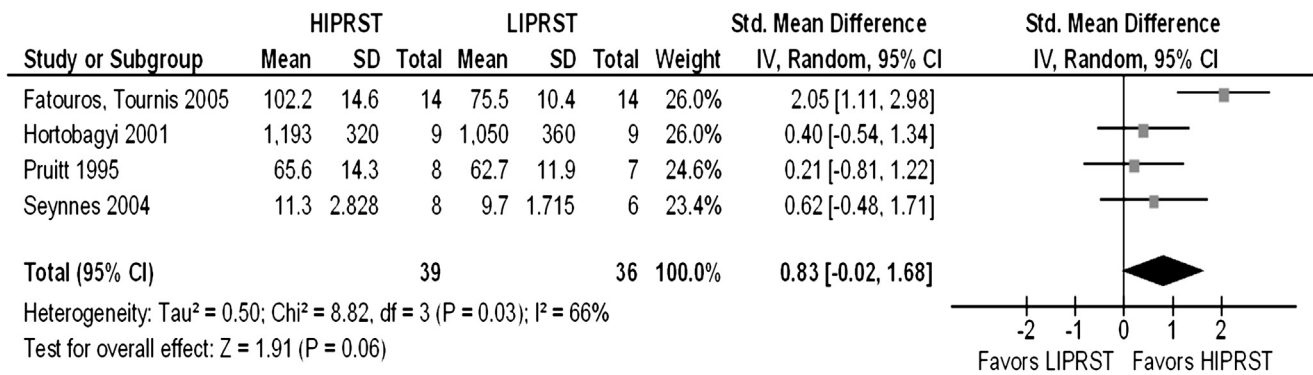 HIPRST LIPRST Std. Mean Difference Std. Mean Difference
Study or Subgroup Mean SD Total Mean SD Total Weight IV, Random, 95% CI IV, Random, 95% CI
Fatouros, Tournis 2005 102.2 14.6 14 75.5 10.4 14 26.0% 2.05 [1.11, 2.98]
Hortobagyi 2001 1,193 320 9 1,050 360 9 26.0% 0.40 [-0.54, 1.34]
Pruitt 1995 65.6 14.3 8 62.7 11.9 7 24.6% 0.21 [-0.81, 1.22]
Seynnes 2004 11.3 2.828 8 9.7 1.715 6 23.4% 0.62 [-0.48, 1.71]
Total (95% CI) 39 36 100.0% 0.83 [-0.02, 1.68]
Heterogeneity: Tau² = 0.50; Chi² = 8.82, df = 3 (P = 0.03); I² = 66%
Test for overall effect: Z = 1.91 (P = 0.06)
-2 -1 0 1 2
Favors LIPRST Favors HIPRST